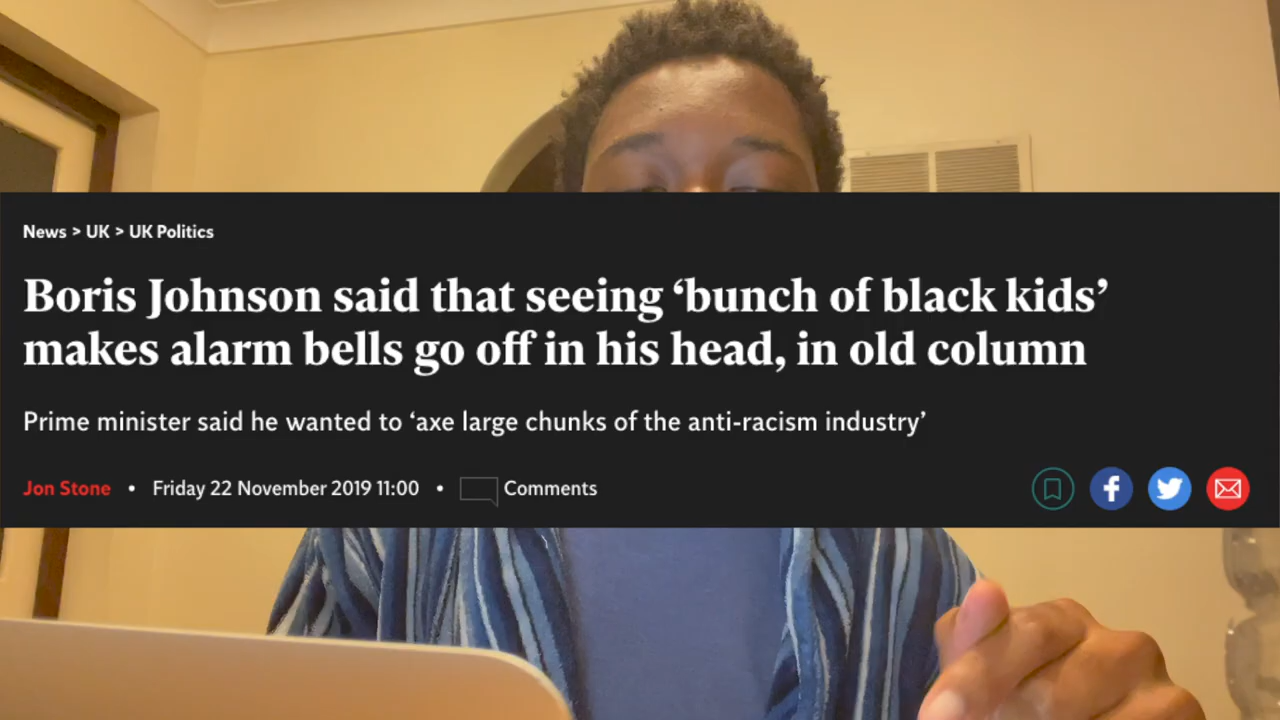 News > UK > UK Politics
Boris Johnson said that seeing ‘bunch of black kids’
makes alarm bells go off in his head, in old column
Prime minister said he wanted to ‘axe large chunks of the anti-racism industry’
Jon Stone • Friday 22 November 2019 11:00 • Comments